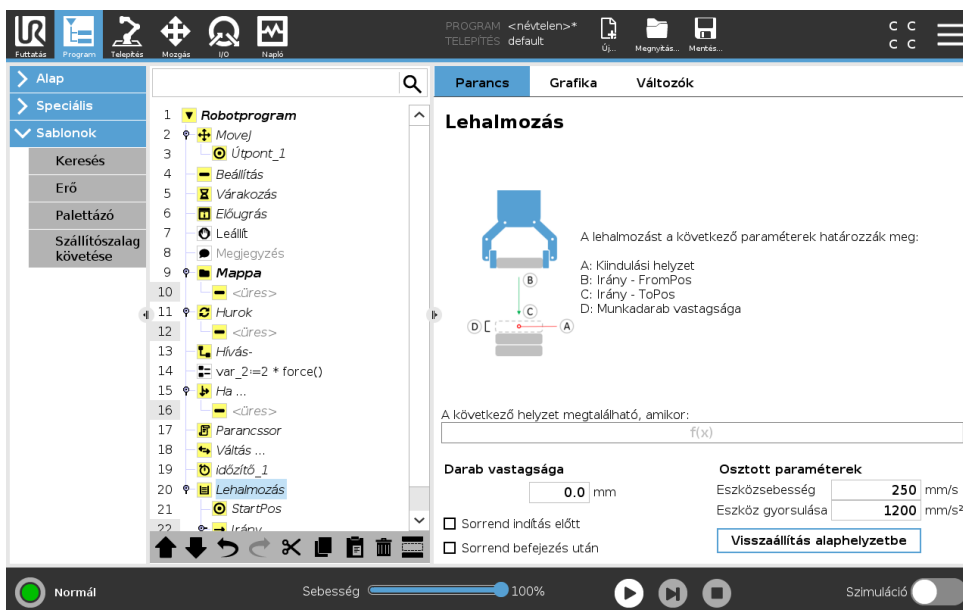 Futtatás
Program
Telepítés
Mozgás
I/O
Napló
PROGRAM <névtelen>*
TELEPÍTÉS default
Új...
Megnyitás...
Mentés...
C C
C C
Alap
Speciális
Sablonok
Keresés
Erő
Palettázó
Szállítószalag
követése
1 Robotprogram
2 MoveJ
3 Útpont_1
4 Beállítás
5 Várakozás
6 Előugrás
7 Leállít
8 Megjegyzés
9 Mappa
10 <üres>
11 Hurok
12 <üres>
13 Hívás-
14 var_2:=2 * force()
15 Ha ...
16 <üres>
17 Parancssor
18 Váltás ...
19 időzítő_1
20 Lehalmozás
21 StartPos
22 Irány
Parancs
Grafika
Változók
Lehalmozás
B
C
D
A
A lehalmozást a következő paraméterek határozzák meg:
A: Kiindulási helyzet
B: Irány - FromPos
C: Irány - ToPos
D: Munkadarab vastagsága
A következő helyzet megtalálható, amikor:
f(x)
Darab vastagsága
0.0 mm
Sorrend indítás előtt
Sorrend befejezés után
Osztott paraméterek
Eszközsebesség 250 mm/s
Eszköz gyorsulása 1200 mm/s²
Visszaállítás alaphelyzetbe
Normál
Sebesség 100%
Szimuláció